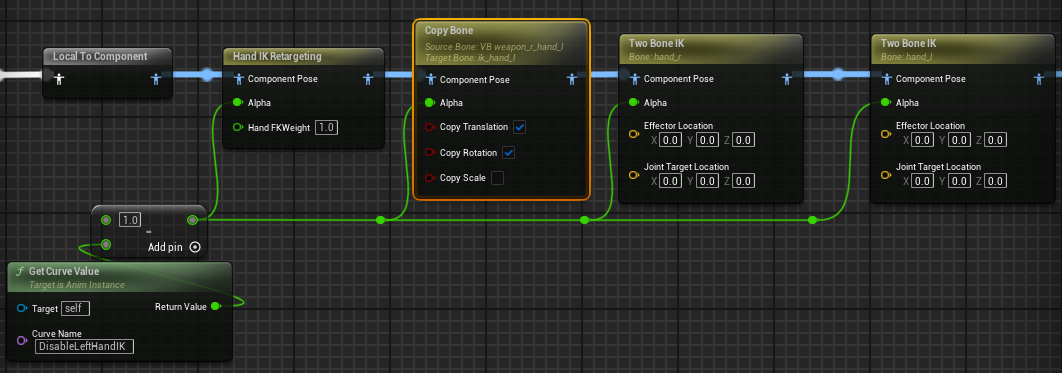 Local To Component
Hand IK Retargeting
Component Pose
Alpha
Hand FKWeight 1.0
Copy Bone
Source Bone: VB weapon_r_hand_l
Target Bone: ik_hand_l
Component Pose
Alpha
Copy Translation
Copy Rotation
Copy Scale
Two Bone IK
Bone: hand_r
Component Pose
Alpha
Effector Location
X 0.0 Y 0.0 Z 0.0
Joint Target Location
X 0.0 Y 0.0 Z 0.0
Two Bone IK
Bone: hand_l
Component Pose
Alpha
Effector Location
X 0.0 Y 0.0 Z 0.0
Joint Target Location
X 0.0 Y 0.0 Z 0.0
1.0
-
Add pin
f Get Curve Value
Target is Anim Instance
Target self Return Value
Curve Name
DisableLeftHandIK